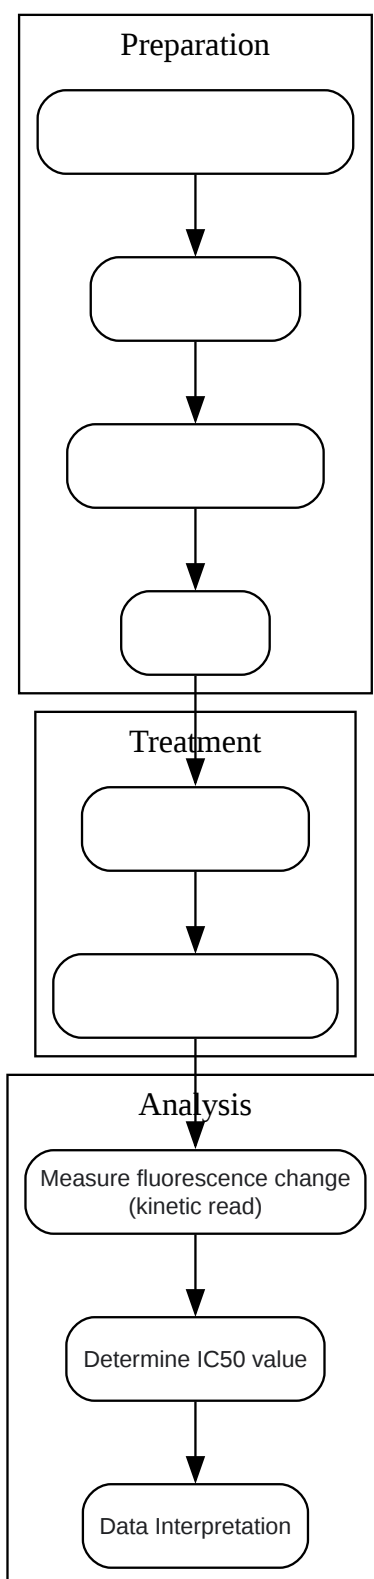 Preparation
Treatment
Analysis
Measure fluorescence change
(kinetic read)
Determine IC50 value
Data Interpretation